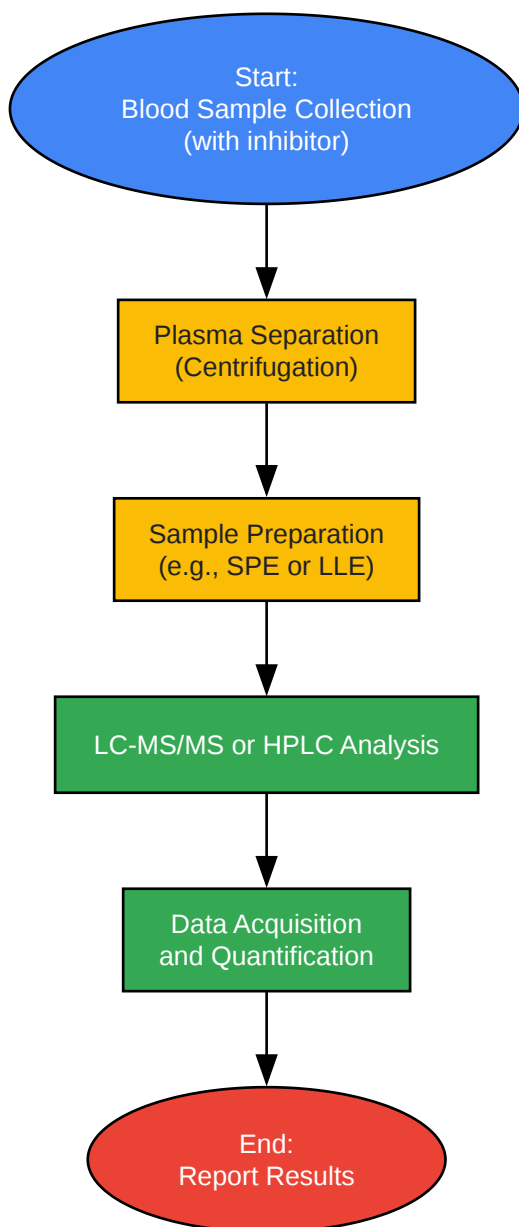 Start:
Blood Sample Collection
(with inhibitor)
Plasma Separation
(Centrifugation)
Sample Preparation
(e.g., SPE or LLE)
LC-MS/MS or HPLC Analysis
Data Acquisition
and Quantification
End:
Report Results